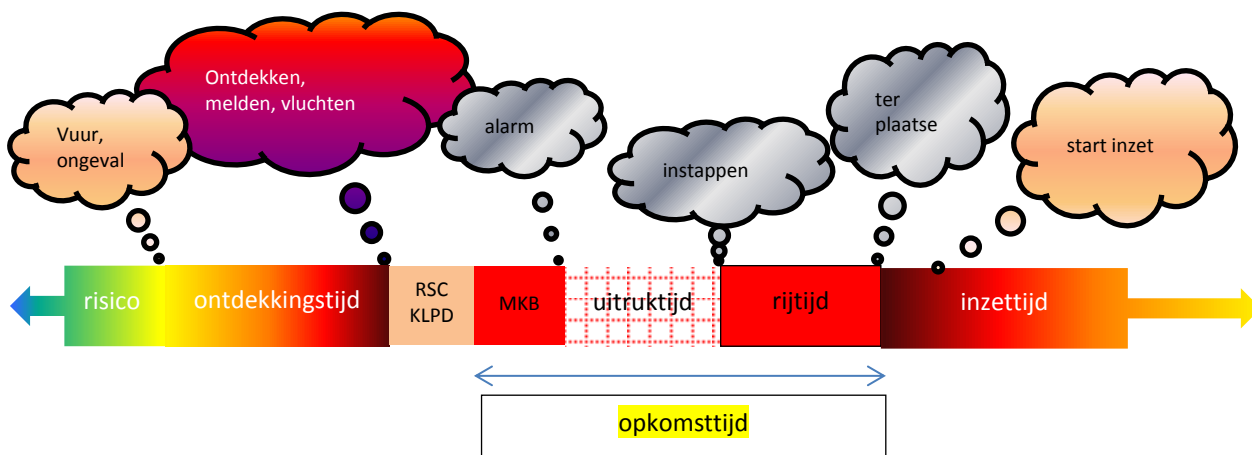 Ontdekken,
melden, vluchten
Vuur,
ongeval
alarm
instappen
ter
plaatse
start inzet
risico
ontdekkingstijd
RSC
KLPD
MKB
uitruktijd
rijtijd
inzettijd
opkomsttijd